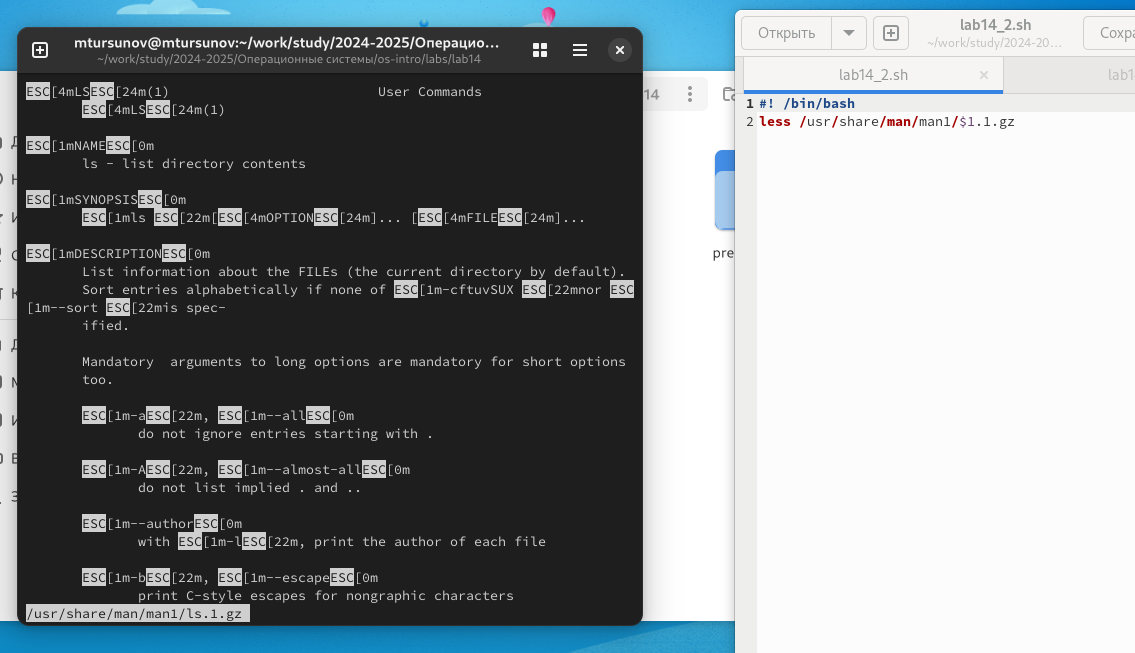 mtursunov@mtursunov:~/work/study/2024-2025/Операцио...
~/work/study/2024-2025/Операционные системы/os-intro/labs/lab14
ESC[4mLSESC[24m(1)                          User Commands
       ESC[4mLSESC[24m(1)
ESC[1mNAMEESC[0m
       ls - list directory contents
ESC[1mSYNOPSISESC[0m
       ESC[1mls ESC[22m[ESC[4mOPTIONESC[24m]... [ESC[4mFILEESC[24m]...
ESC[1mDESCRIPTIONESC[0m
       List information about the FILEs (the current directory by default).
       Sort entries alphabetically if none of ESC[1m-cftuvSUX ESC[22mnor ESC
[1m--sort ESC[22mis spec-
       ified.
       Mandatory  arguments to long options are mandatory for short options
       too.
       ESC[1m-aESC[22m, ESC[1m--allESC[0m
              do not ignore entries starting with .
       ESC[1m-AESC[22m, ESC[1m--almost-allESC[0m
              do not list implied . and ..
       ESC[1m--authorESC[0m
              with ESC[1m-lESC[22m, print the author of each file
       ESC[1m-bESC[22m, ESC[1m--escapeESC[0m
              print C-style escapes for nongraphic characters
/usr/share/man/man1/ls.1.gz
14
pre
Открыть
lab14_2.sh
~/work/study/2024-20...
Сохра
lab14_2.sh
lab1
1 #! /bin/bash
2 less /usr/share/man/man1/$1.1.gz